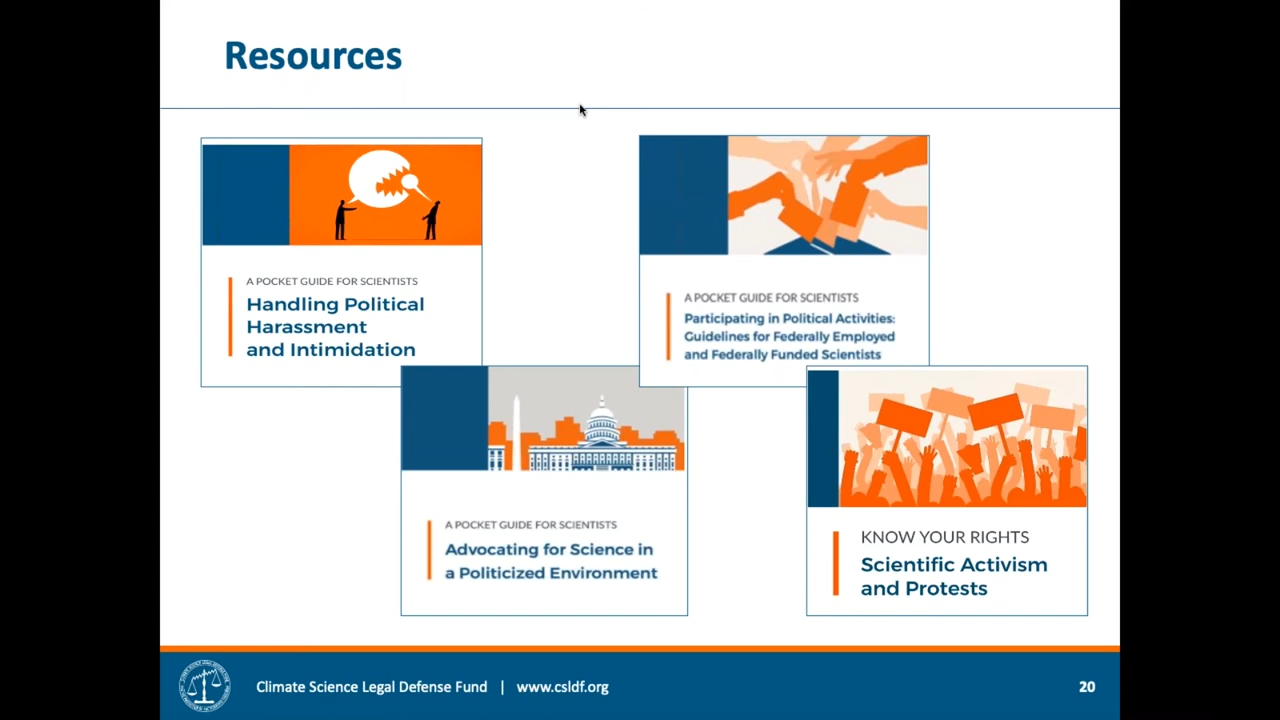 Resources
A POCKET GUIDE FOR SCIENTISTS
Handling Political
Harassment
and Intimidation
A POCKET GUIDE FOR SCIENTISTS
Participating in Political Activities:
Guidelines for Federally Employed
and Federally Funded Scientists
A POCKET GUIDE FOR SCIENTISTS
Advocating for Science in
a Politicized Environment
KNOW YOUR RIGHTS
Scientific Activism
and Protests
Climate Science Legal Defense Fund | www.csldf.org
20